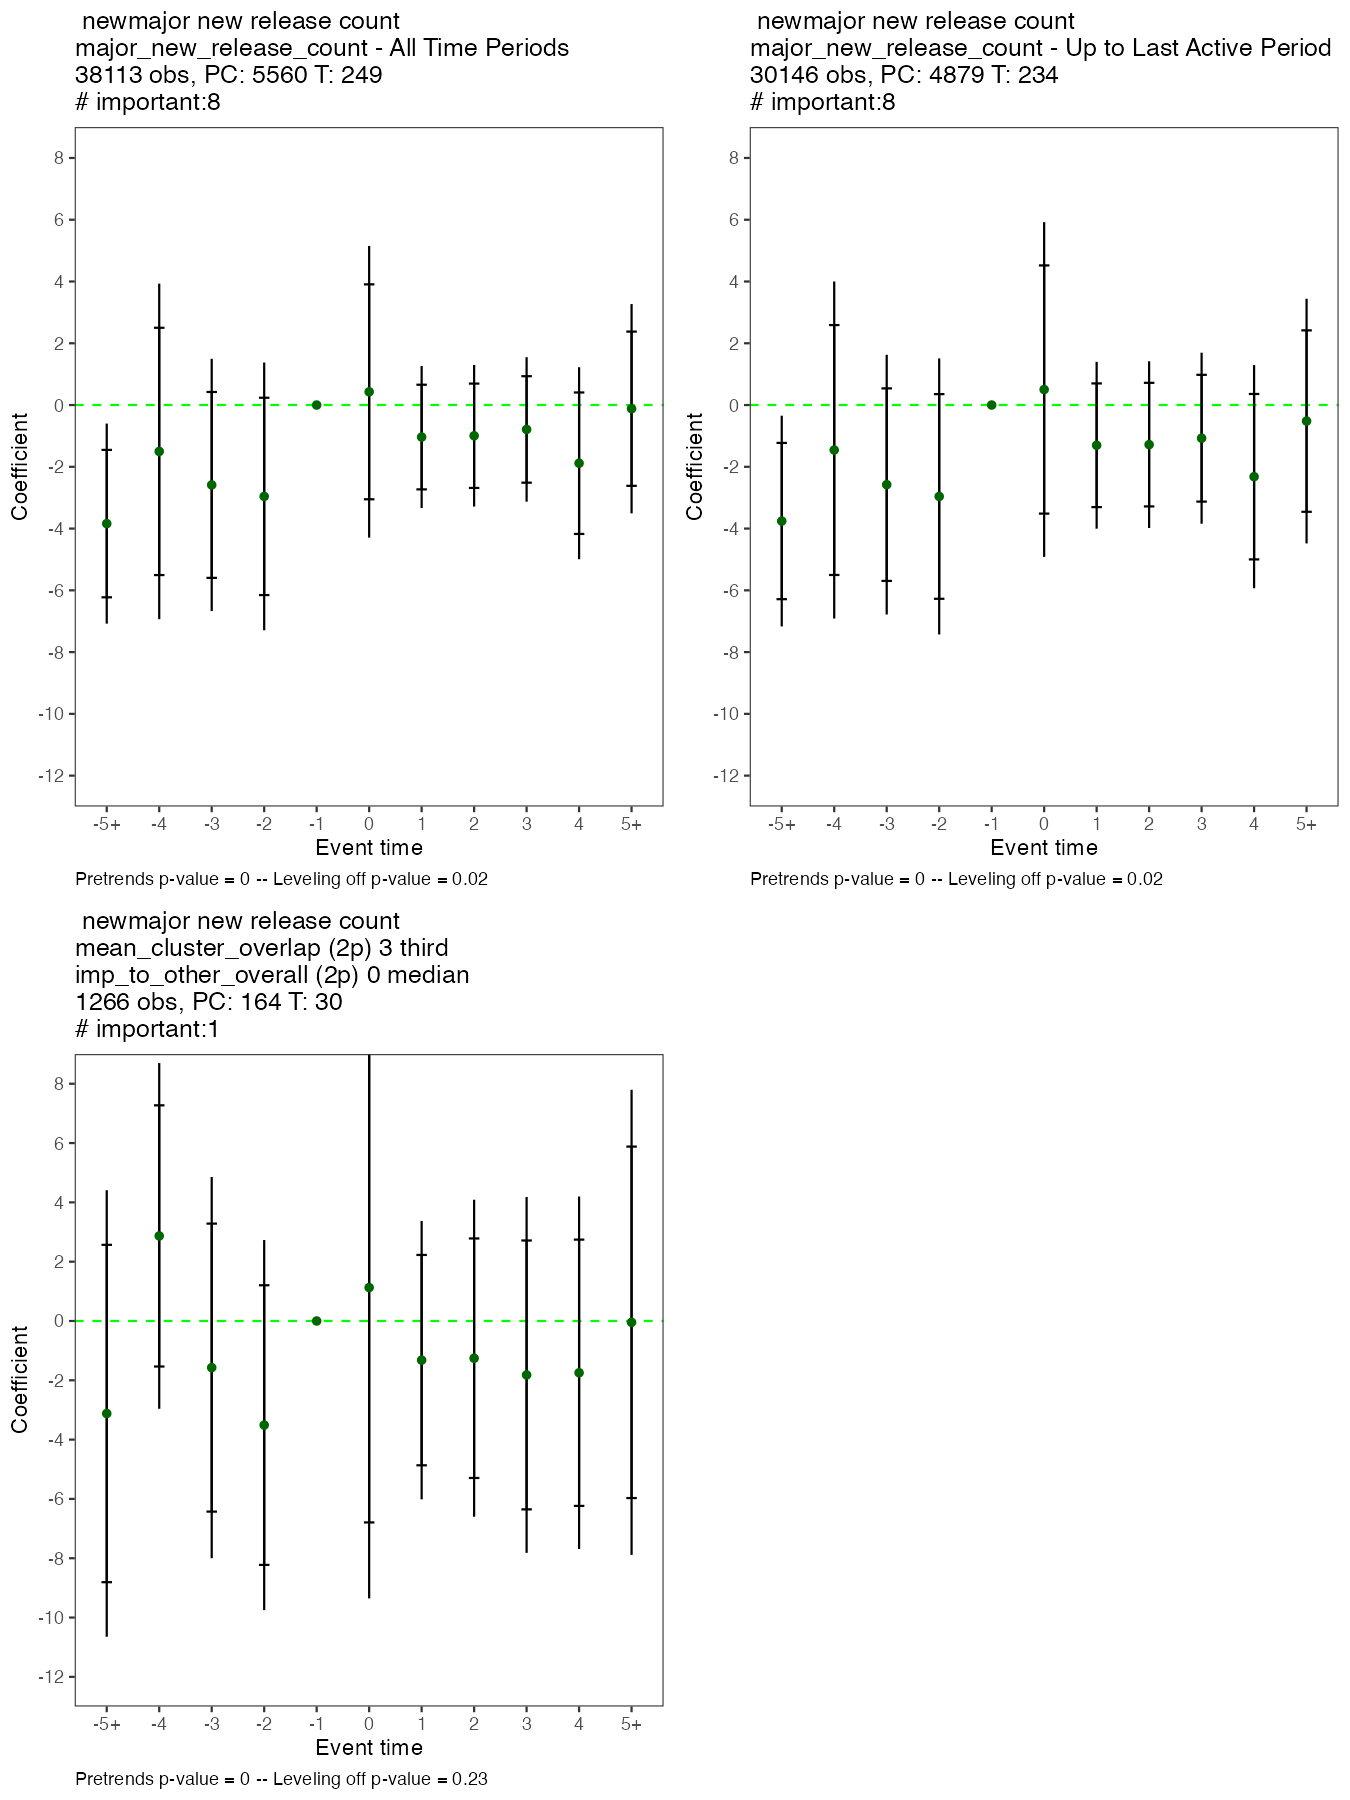 newmajor new release count
major_new_release_count - All Time Periods
38113 obs, PC: 5560 T: 249
# important:8
8
6
4
2
0
-2
-4
-6
-8
-10
-12
Coefficient
-5+ -4 -3 -2 -1 0 1 2 3 4 5+
Event time
Pretrends p-value = 0 -- Leveling off p-value = 0.02
newmajor new release count
major_new_release_count - Up to Last Active Period
30146 obs, PC: 4879 T: 234
# important:8
8
6
4
2
0
-2
-4
-6
-8
-10
-12
Coefficient
-5+ -4 -3 -2 -1 0 1 2 3 4 5+
Event time
Pretrends p-value = 0 -- Leveling off p-value = 0.02
newmajor new release count
mean_cluster_overlap (2p) 3 third
imp_to_other_overall (2p) 0 median
1266 obs, PC: 164 T: 30
# important:1
8
6
4
2
0
-2
-4
-6
-8
-10
-12
Coefficient
-5+ -4 -3 -2 -1 0 1 2 3 4 5+
Event time
Pretrends p-value = 0 -- Leveling off p-value = 0.23